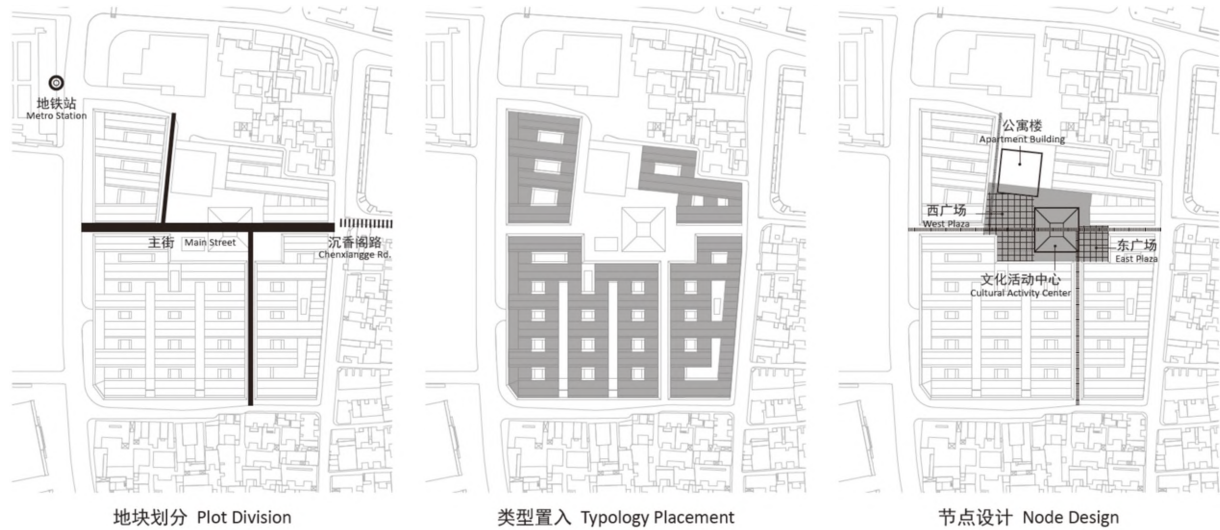 地铁站
Metro Station
主街 Main Street
沉香阁路
Chenxiangge Rd.
地块划分 Plot Division
类型置入 Typology Placement
公寓楼
Apartment Building
西广场
West Plaza
东广场
East Plaza
文化活动中心
Cultural Activity Center
节点设计 Node Design